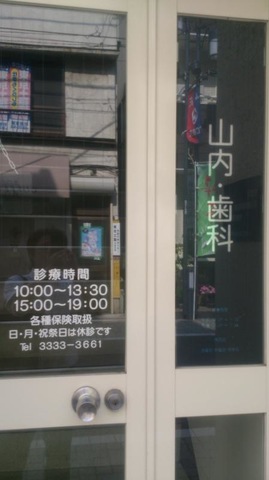 山内・歯科
診療時間
10:00〜13:30
15:00〜19:00
各種保険取扱
日・月・祝祭日は休診です
Tel 3333-3661